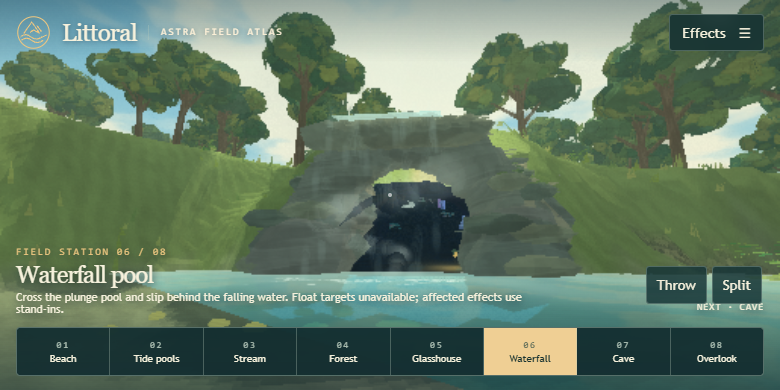 Littoral
ASTRA FIELD ATLAS
Effects ☰
FIELD STATION 06 / 08
Waterfall pool
Cross the plunge pool and slip behind the falling water. Float targets unavailable; affected effects use
stand-ins.
Throw
Split
NEXT · CAVE
01
Beach
02
Tide pools
03
Stream
04
Forest
05
Glasshouse
06
Waterfall
07
Cave
08
Overlook